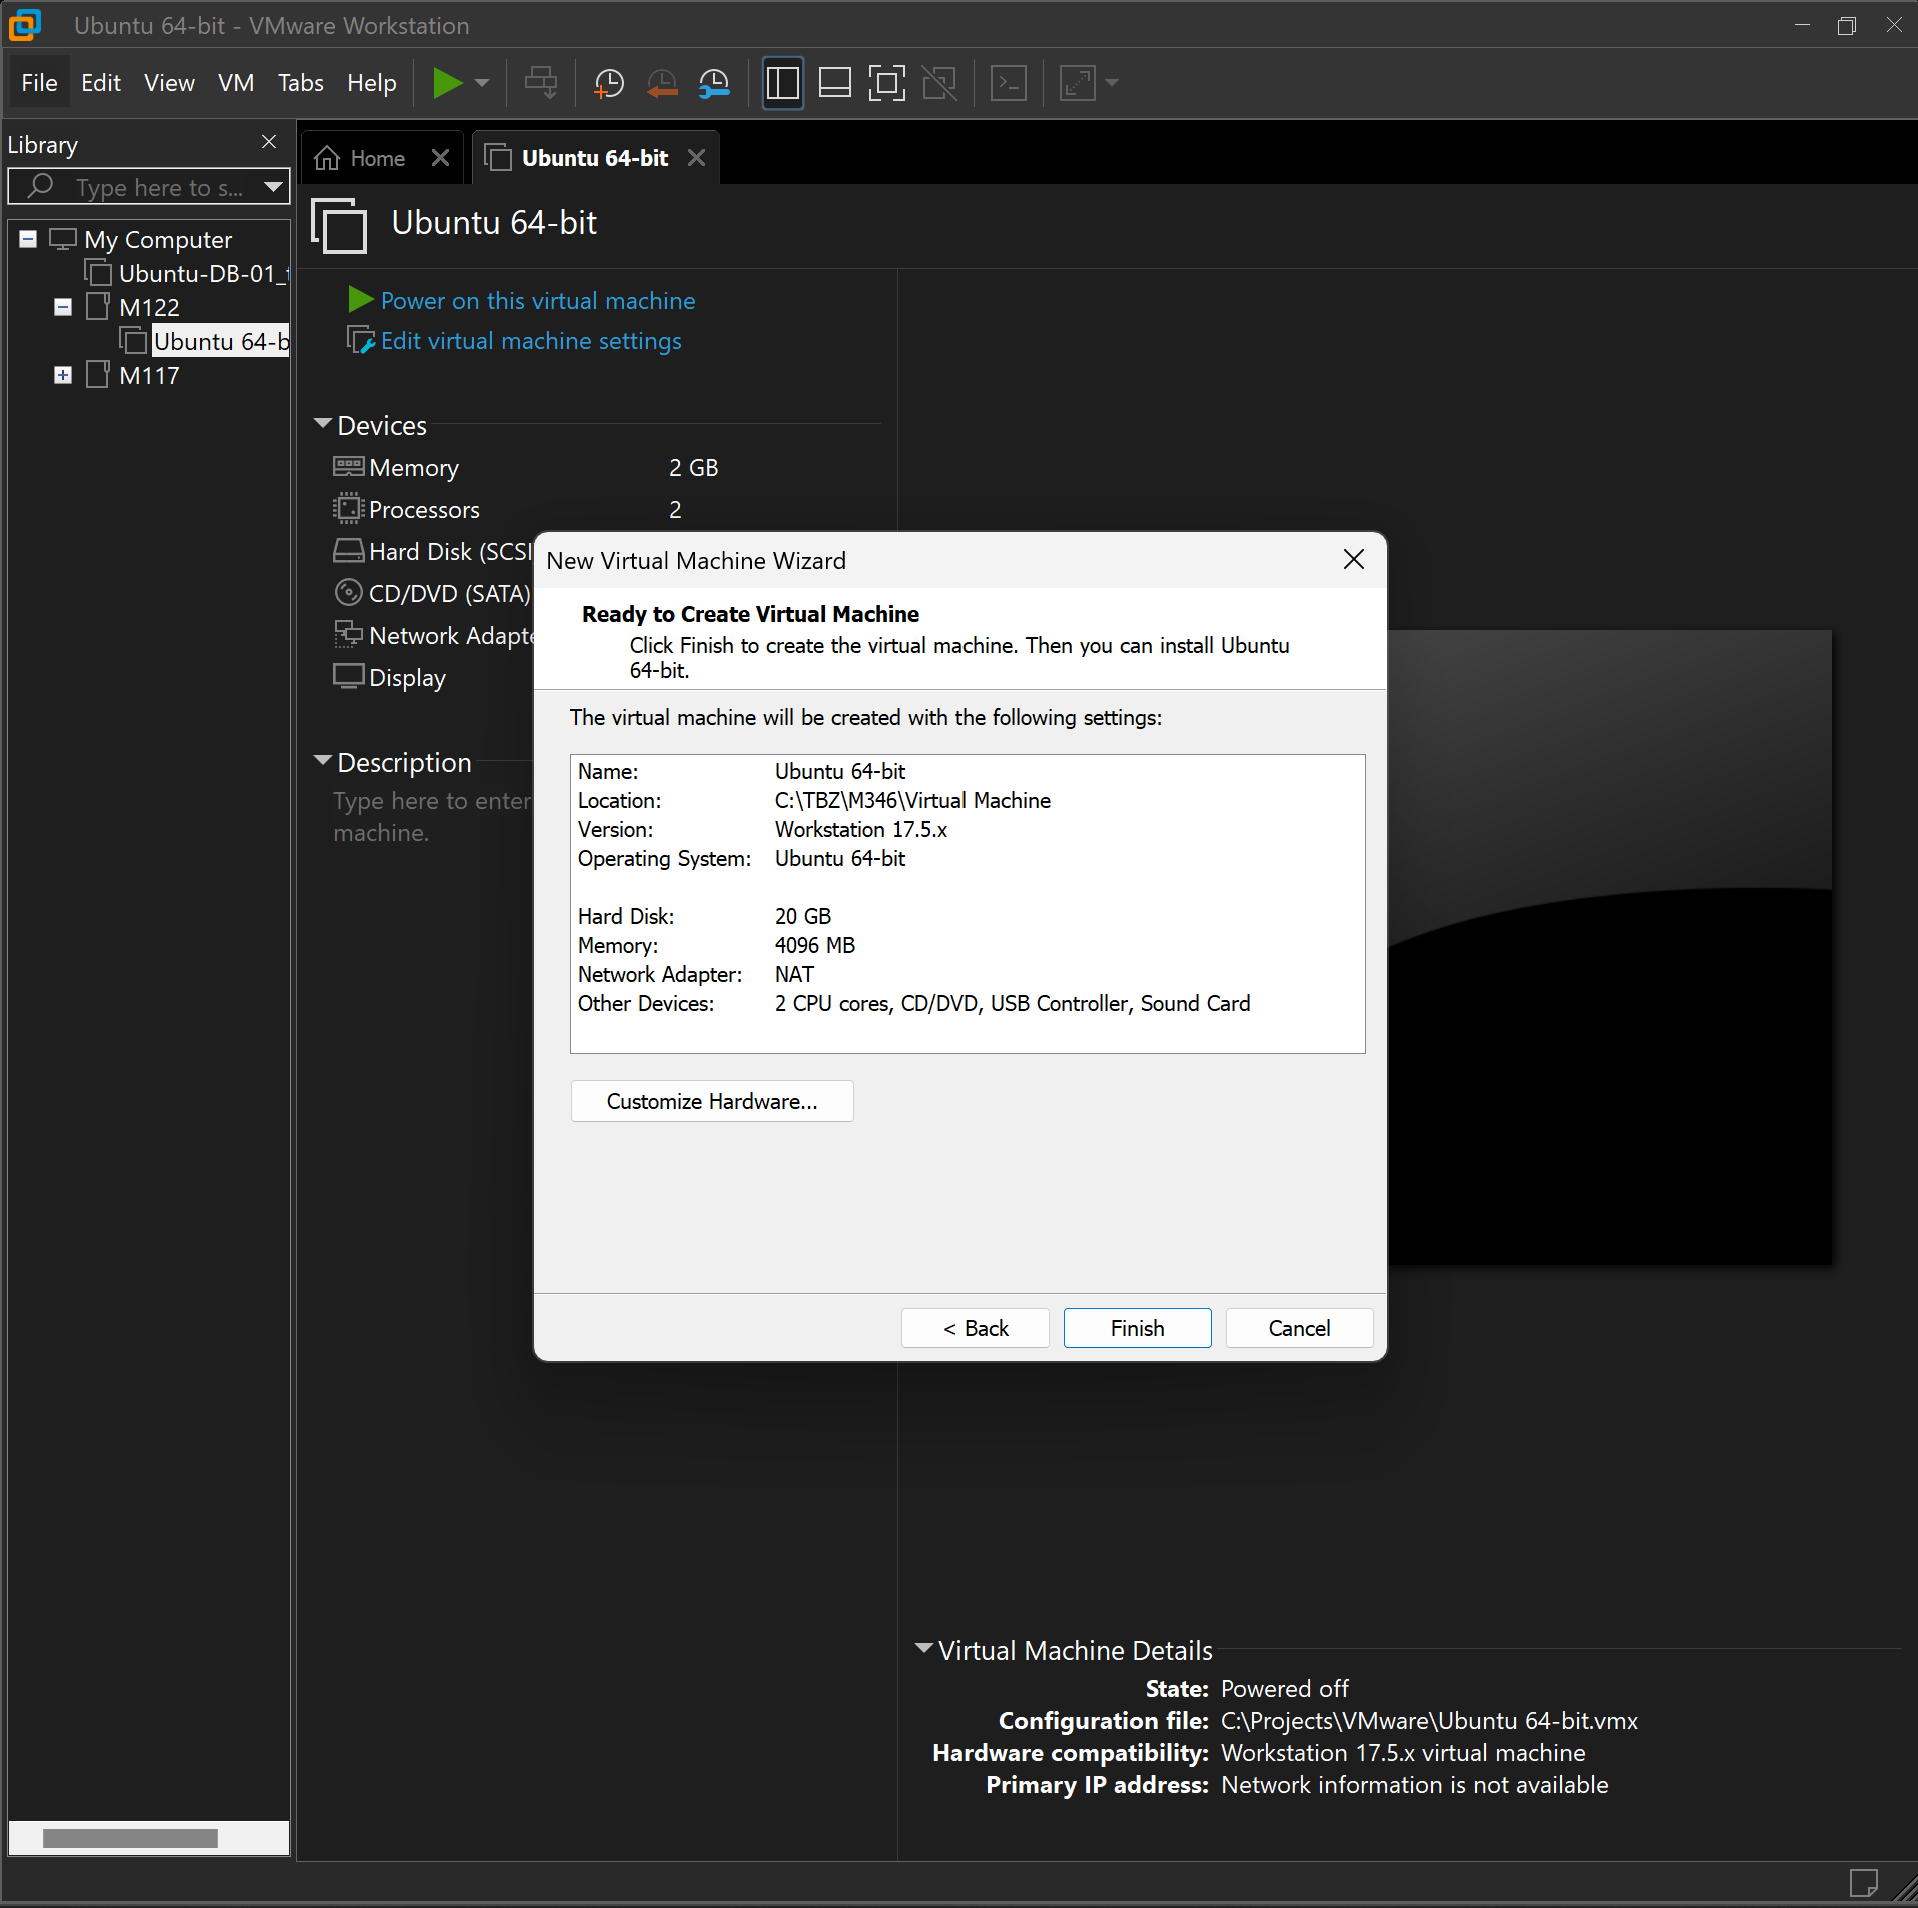 Ubuntu 64-bit - VMware Workstation
File Edit View VM Tabs Help
Library
Type here to s...
My Computer
Ubuntu-DB-01_
M122
Ubuntu 64-b
M117
Home
Ubuntu 64-bit
Ubuntu 64-bit
Power on this virtual machine
Edit virtual machine settings
Devices
Memory 2 GB
Processors 2
Hard Disk (SCSI
CD/DVD (SATA)
Network Adapte
Display
Description
Type here to enter
machine.
New Virtual Machine Wizard
Ready to Create Virtual Machine
Click Finish to create the virtual machine. Then you can install Ubuntu
64-bit.
The virtual machine will be created with the following settings:
Name: Ubuntu 64-bit
Location: C:\TBZ\M346\Virtual Machine
Version: Workstation 17.5.x
Operating System: Ubuntu 64-bit
Hard Disk: 20 GB
Memory: 4096 MB
Network Adapter: NAT
Other Devices: 2 CPU cores, CD/DVD, USB Controller, Sound Card
Customize Hardware...
< Back
Finish
Cancel
Virtual Machine Details
State: Powered off
Configuration file: C:\Projects\VMware\Ubuntu 64-bit.vmx
Hardware compatibility: Workstation 17.5.x virtual machine
Primary IP address: Network information is not available